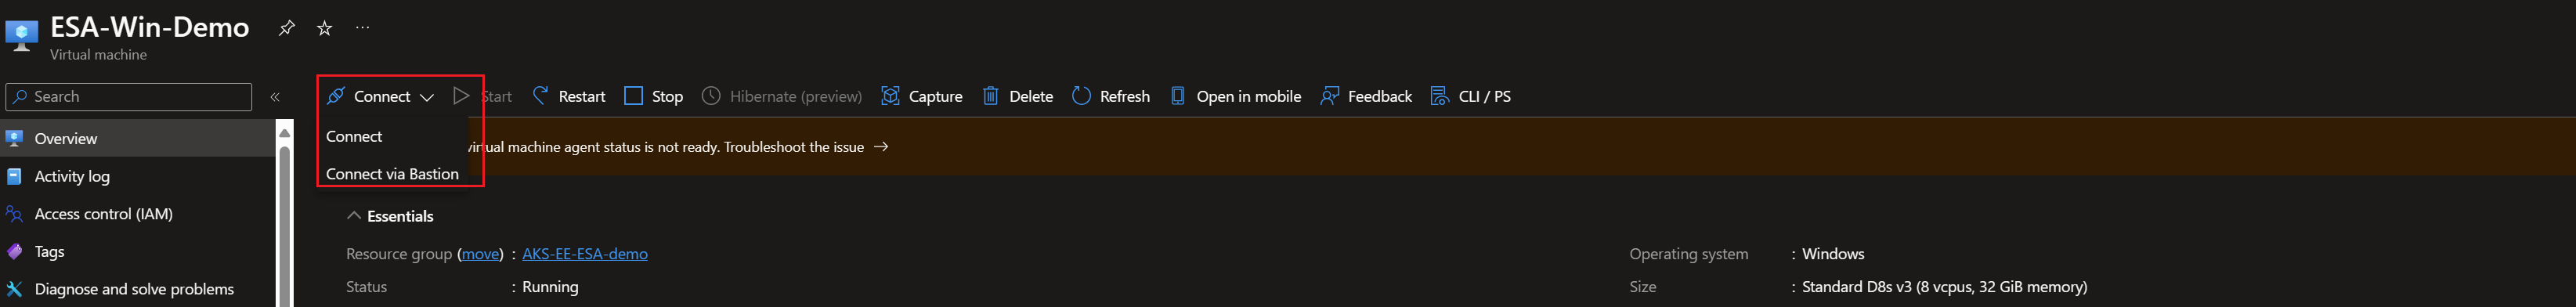 ESA-Win-Demo
Virtual machine
Search
Connect Start Restart Stop Hibernate (preview) Capture Delete Refresh Open in mobile Feedback CLI / PS
Connect
Connect via Bastion
virtual machine agent status is not ready. Troubleshoot the issue →
Overview
Activity log
Access control (IAM)
Tags
Diagnose and solve problems
Essentials
Resource group (move) : AKS-EE-ESA-demo
Status : Running
Operating system : Windows
Size : Standard D8s v3 (8 vcpus, 32 GiB memory)